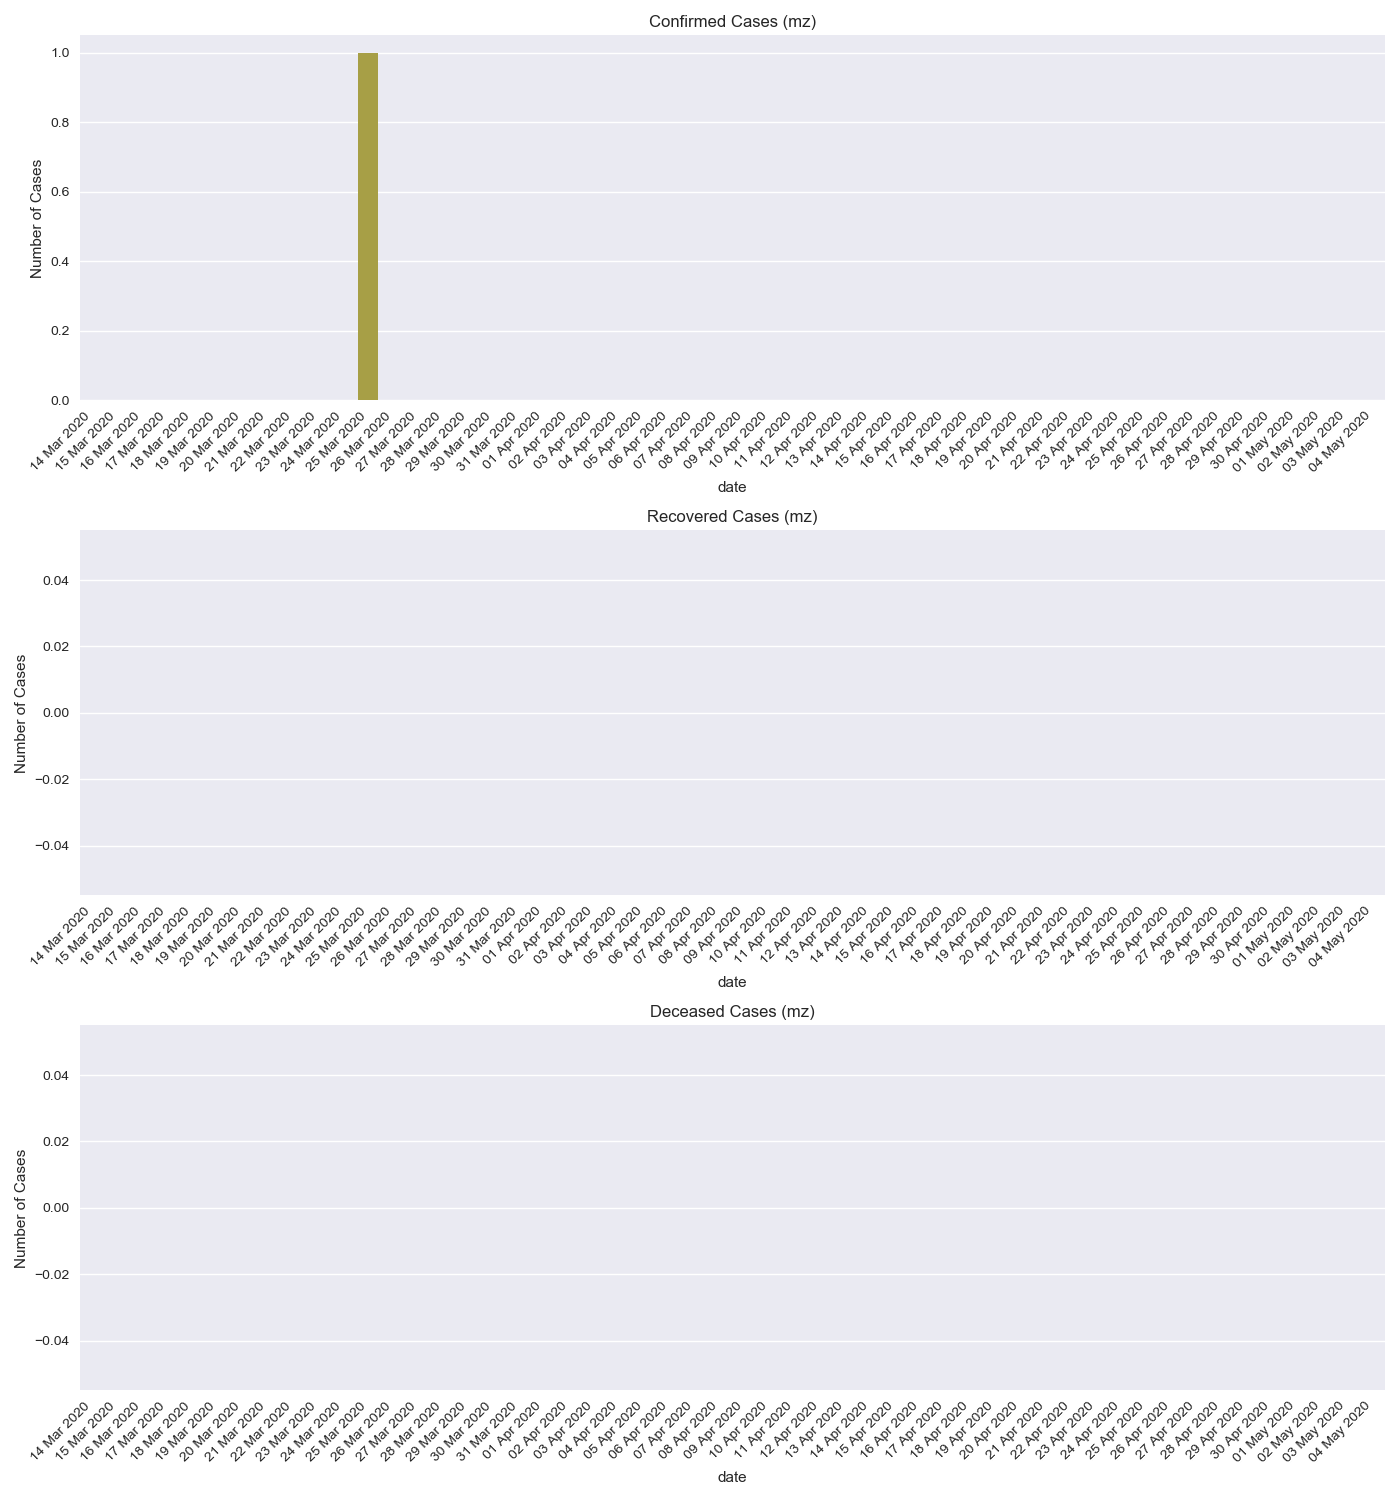 Confirmed Cases (mz)
1.0
0.8
0.6
0.4
0.2
0.0
Number of Cases
14 Mar 2020
15 Mar 2020
16 Mar 2020
17 Mar 2020
18 Mar 2020
19 Mar 2020
20 Mar 2020
21 Mar 2020
22 Mar 2020
23 Mar 2020
24 Mar 2020
25 Mar 2020
26 Mar 2020
27 Mar 2020
28 Mar 2020
29 Mar 2020
30 Mar 2020
31 Mar 2020
01 Apr 2020
02 Apr 2020
03 Apr 2020
04 Apr 2020
05 Apr 2020
06 Apr 2020
07 Apr 2020
08 Apr 2020
09 Apr 2020
10 Apr 2020
11 Apr 2020
12 Apr 2020
13 Apr 2020
14 Apr 2020
15 Apr 2020
16 Apr 2020
17 Apr 2020
18 Apr 2020
19 Apr 2020
20 Apr 2020
21 Apr 2020
22 Apr 2020
23 Apr 2020
24 Apr 2020
25 Apr 2020
26 Apr 2020
27 Apr 2020
28 Apr 2020
29 Apr 2020
30 Apr 2020
01 May 2020
02 May 2020
03 May 2020
04 May 2020
date
Recovered Cases (mz)
0.04
0.02
0.00
−0.02
−0.04
Number of Cases
14 Mar 2020
15 Mar 2020
16 Mar 2020
17 Mar 2020
18 Mar 2020
19 Mar 2020
20 Mar 2020
21 Mar 2020
22 Mar 2020
23 Mar 2020
24 Mar 2020
25 Mar 2020
26 Mar 2020
27 Mar 2020
28 Mar 2020
29 Mar 2020
30 Mar 2020
31 Mar 2020
01 Apr 2020
02 Apr 2020
03 Apr 2020
04 Apr 2020
05 Apr 2020
06 Apr 2020
07 Apr 2020
08 Apr 2020
09 Apr 2020
10 Apr 2020
11 Apr 2020
12 Apr 2020
13 Apr 2020
14 Apr 2020
15 Apr 2020
16 Apr 2020
17 Apr 2020
18 Apr 2020
19 Apr 2020
20 Apr 2020
21 Apr 2020
22 Apr 2020
23 Apr 2020
24 Apr 2020
25 Apr 2020
26 Apr 2020
27 Apr 2020
28 Apr 2020
29 Apr 2020
30 Apr 2020
01 May 2020
02 May 2020
03 May 2020
04 May 2020
date
Deceased Cases (mz)
0.04
0.02
0.00
−0.02
−0.04
Number of Cases
14 Mar 2020
15 Mar 2020
16 Mar 2020
17 Mar 2020
18 Mar 2020
19 Mar 2020
20 Mar 2020
21 Mar 2020
22 Mar 2020
23 Mar 2020
24 Mar 2020
25 Mar 2020
26 Mar 2020
27 Mar 2020
28 Mar 2020
29 Mar 2020
30 Mar 2020
31 Mar 2020
01 Apr 2020
02 Apr 2020
03 Apr 2020
04 Apr 2020
05 Apr 2020
06 Apr 2020
07 Apr 2020
08 Apr 2020
09 Apr 2020
10 Apr 2020
11 Apr 2020
12 Apr 2020
13 Apr 2020
14 Apr 2020
15 Apr 2020
16 Apr 2020
17 Apr 2020
18 Apr 2020
19 Apr 2020
20 Apr 2020
21 Apr 2020
22 Apr 2020
23 Apr 2020
24 Apr 2020
25 Apr 2020
26 Apr 2020
27 Apr 2020
28 Apr 2020
29 Apr 2020
30 Apr 2020
01 May 2020
02 May 2020
03 May 2020
04 May 2020
date